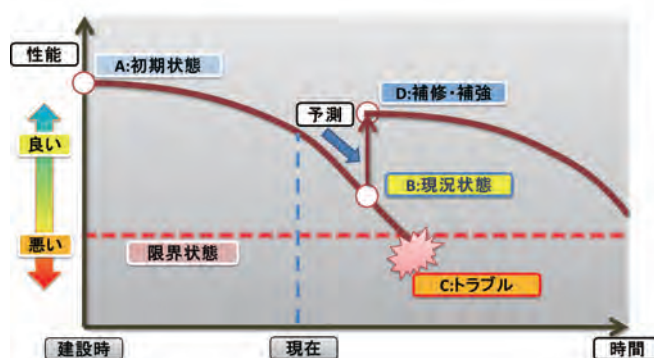 性能
A:初期状態
D:補修・補強
予測
良い
B:現況状態
悪い
限界状態
C:トラブル
建設時
現在
時間